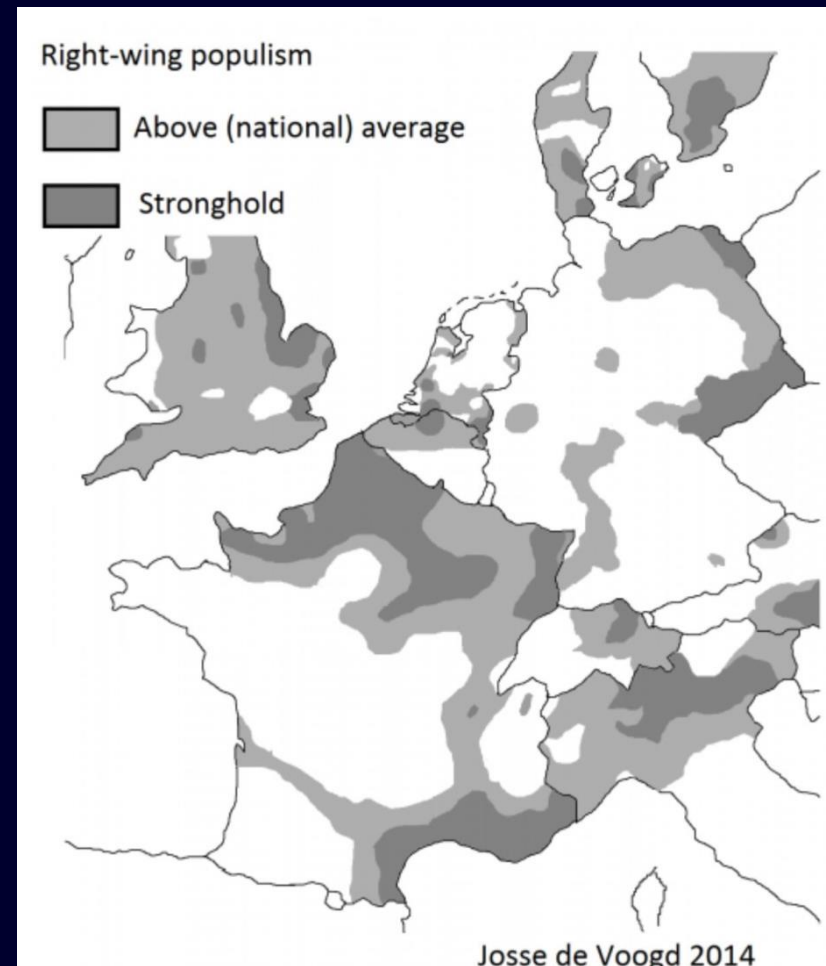 Right-wing populism
Above (national) average
Stronghold
Josse de Voogd 2014